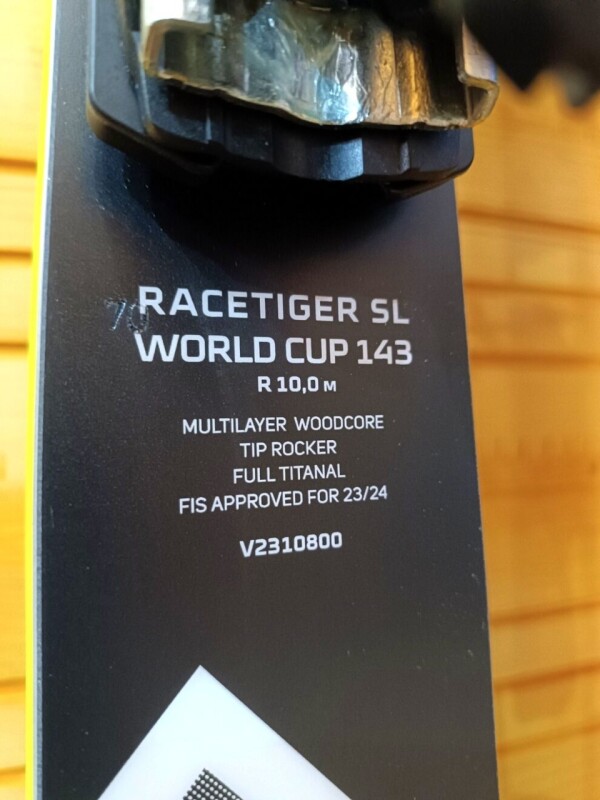 RACETIGER SL
WORLD CUP 143
R 10,0 M
MULTILAYER WOODCORE
TIP ROCKER
FULL TITANAL
FIS APPROVED FOR 23/24
V2310800